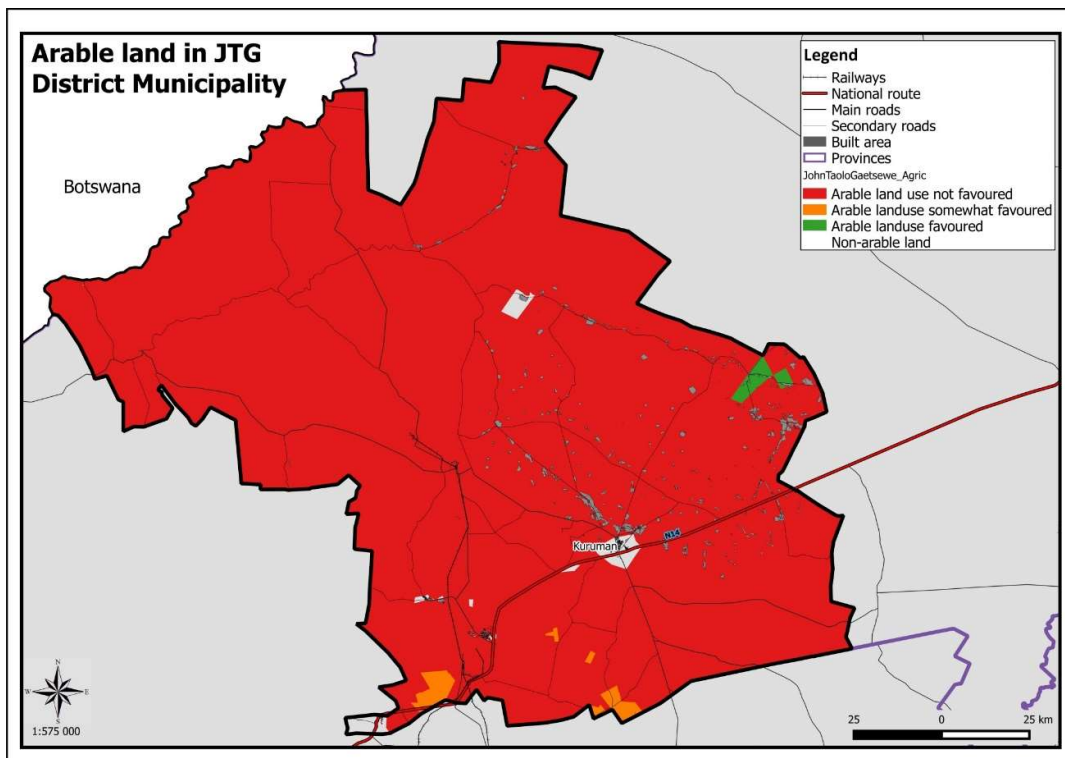 Arable land in JTG
District Municipality
Legend
Railways
National route
Main roads
Secondary roads
Built area
Provinces
JohnTaoloGaetsewe_Agric
Arable land use not favoured
Arable landuse somewhat favoured
Arable landuse favoured
Non-arable land
Botswana
N14
Kuruman
N
W
E
S
1:575 000
25
0
25 km